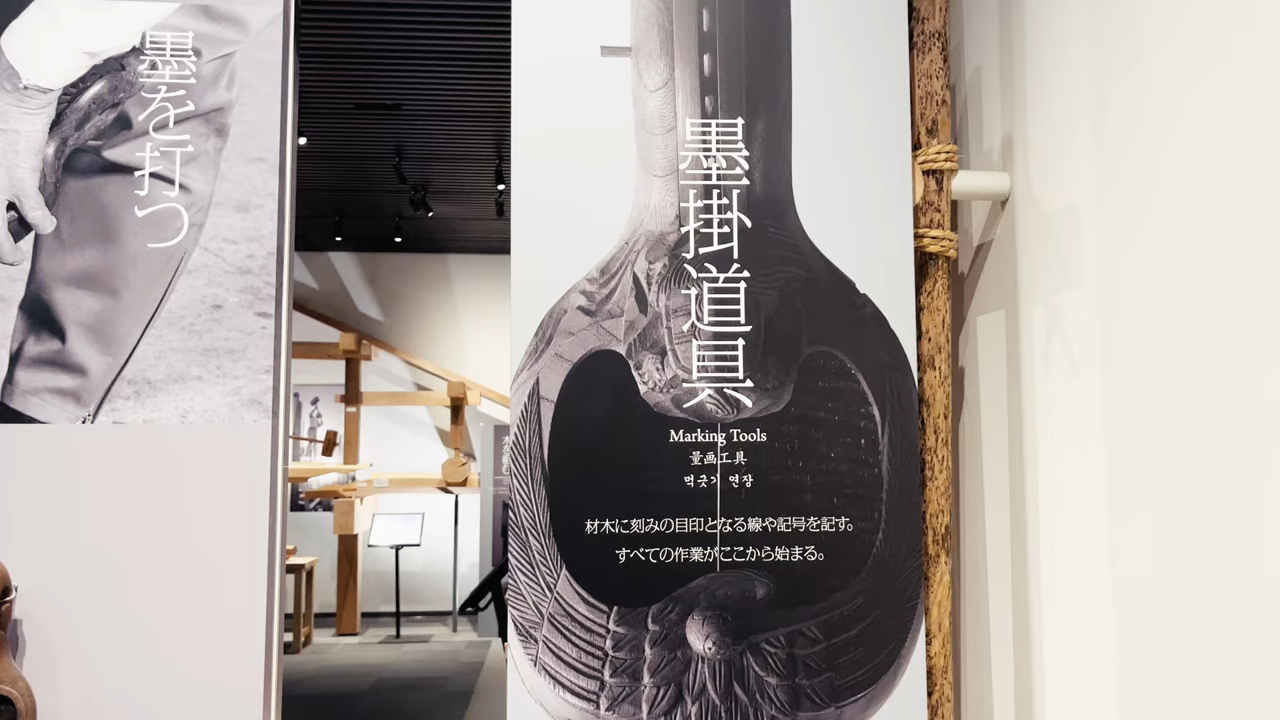 墨を打つ
墨掛道具
Marking Tools
量画工具
먹긋기 연장
材木に刻みの目印となる線や記号を記す。
すべての作業がここから始まる。